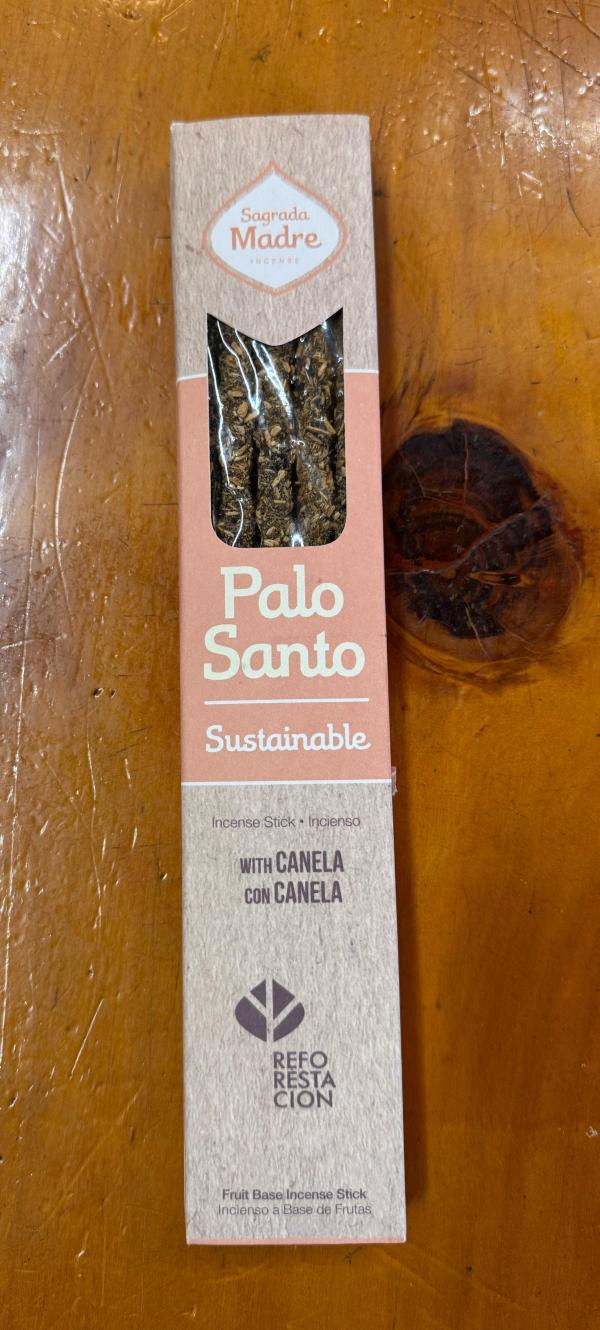 Sagrada
Madre
INCENSE
Palo
Santo
Sustainable
Incense Stick • Incienso
WITH CANELA
CON CANELA
REFO
RESTA
CION
Fruit Base Incense Stick
Incienso a Base de Frutas